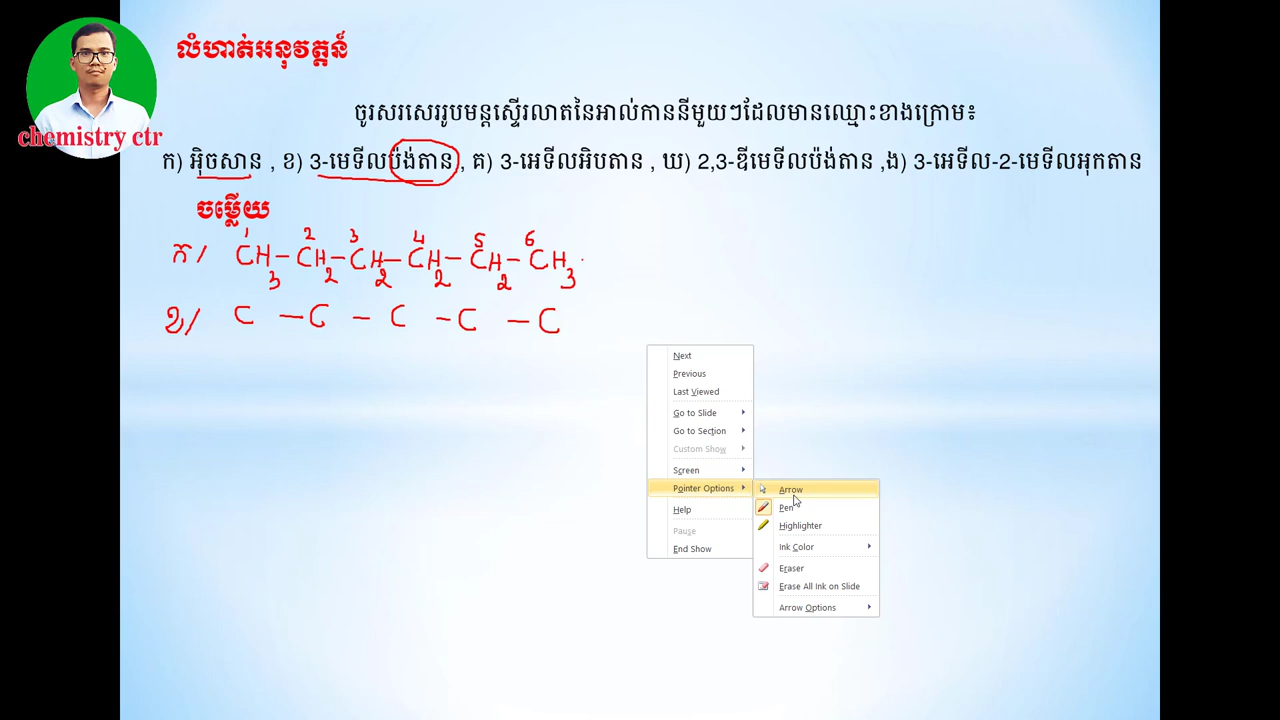 លំហាត់អនុវត្តន៍
chemistry ctr
ចូរសរសេររូបមន្តស្ទើរលាតនៃអាល់កាននីមួយៗដែលមានឈ្មោះខាងក្រោម៖
ក) អ៊ិចសាន , ខ) 3-មេទីលប៉ង់តាន , គ) 3-អេទីលអិបតាន , ឃ) 2,3-ឌីមេទីលប៉ង់តាន ,ង) 3-អេទីល-2-មេទីលអុកតាន
ចម្លើយ
1 2 3 4 5 6
ក/ CH3 - CH2 - CH2 - CH2 - CH2 - CH3
ខ/ C - C - C - C - C
Next
Previous
Last Viewed
Go to Slide
Go to Section
Custom Show
Screen
Pointer Options
Help
Pause
End Show
Arrow
Pen
Highlighter
Ink Color
Eraser
Erase All Ink on Slide
Arrow Options